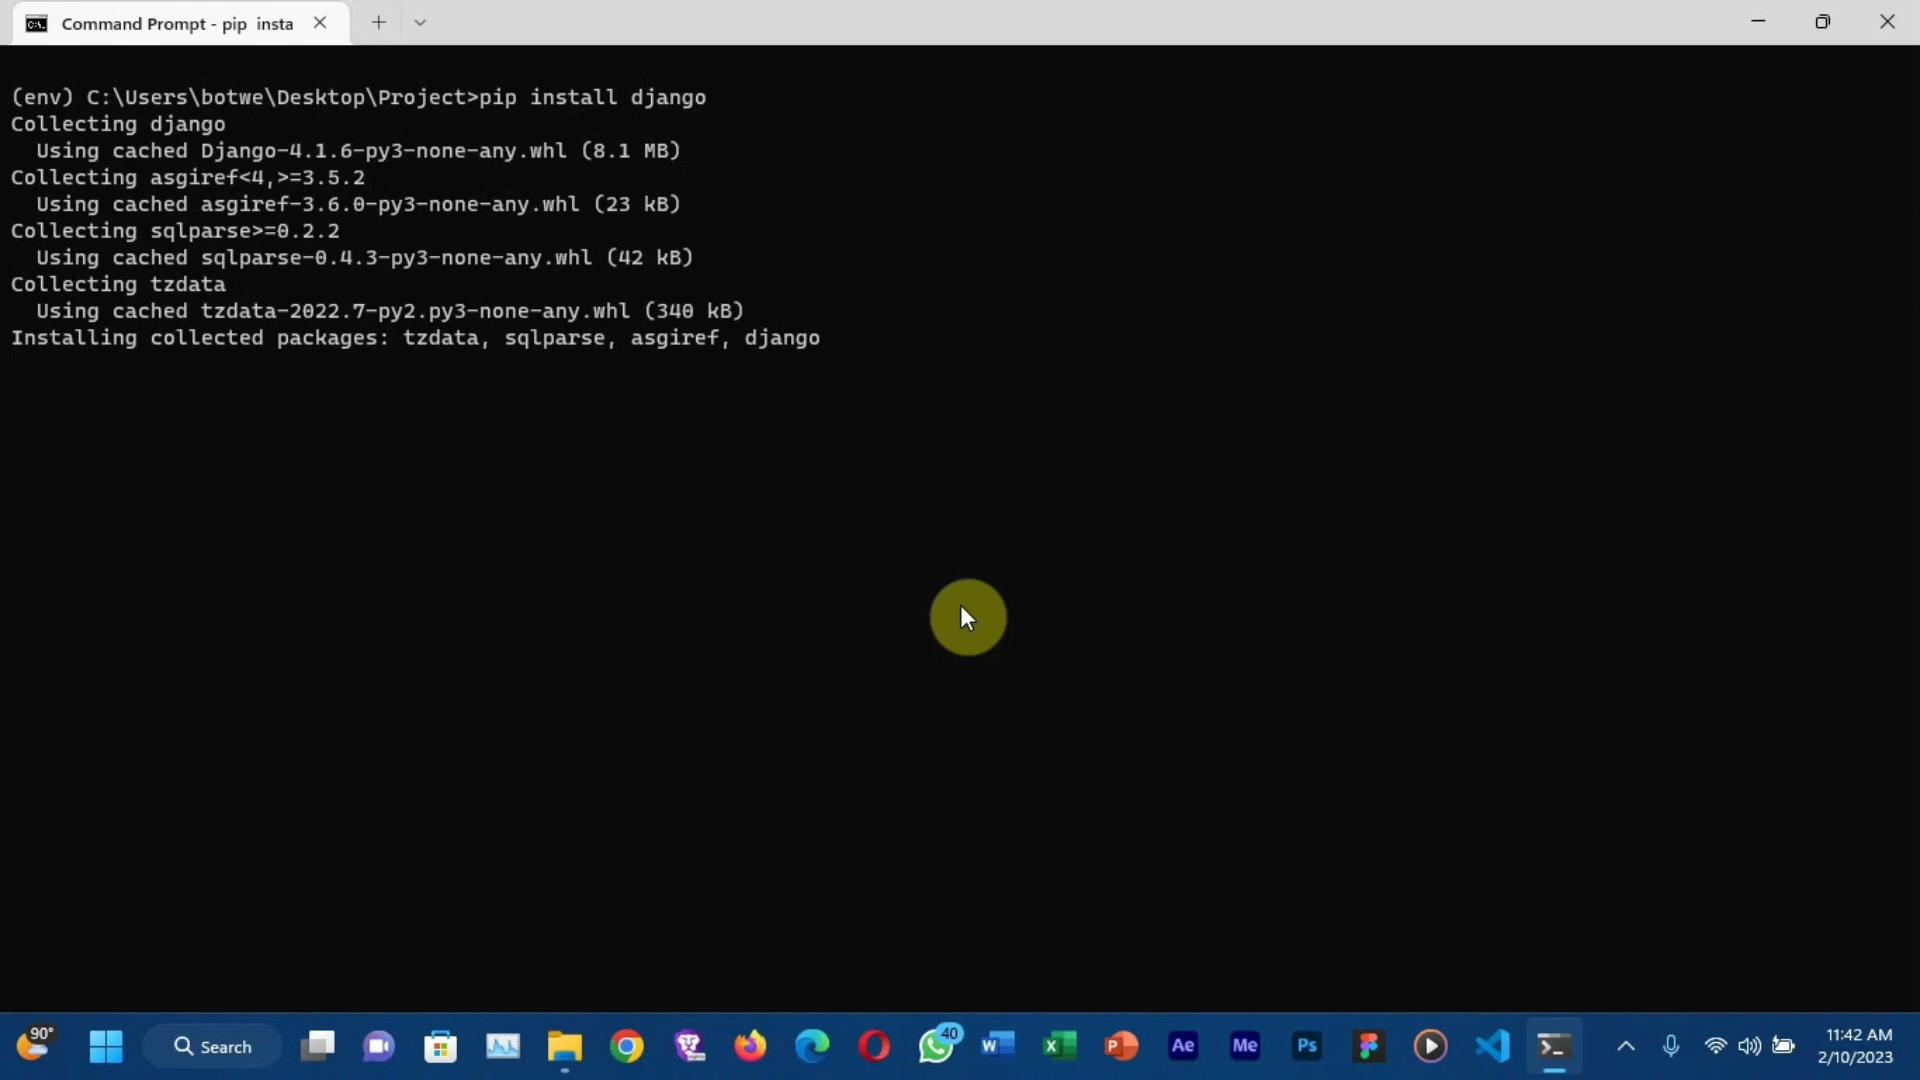 Command Prompt - pip  insta
(env) C:\Users\botwe\Desktop\Project>pip install django
Collecting django
  Using cached Django-4.1.6-py3-none-any.whl (8.1 MB)
Collecting asgiref<4,>=3.5.2
  Using cached asgiref-3.6.0-py3-none-any.whl (23 kB)
Collecting sqlparse>=0.2.2
  Using cached sqlparse-0.4.3-py3-none-any.whl (42 kB)
Collecting tzdata
  Using cached tzdata-2022.7-py2.py3-none-any.whl (340 kB)
Installing collected packages: tzdata, sqlparse, asgiref, django
90°
Search
40
W
X
P
Ae
Me
Ps
11:42 AM
2/10/2023